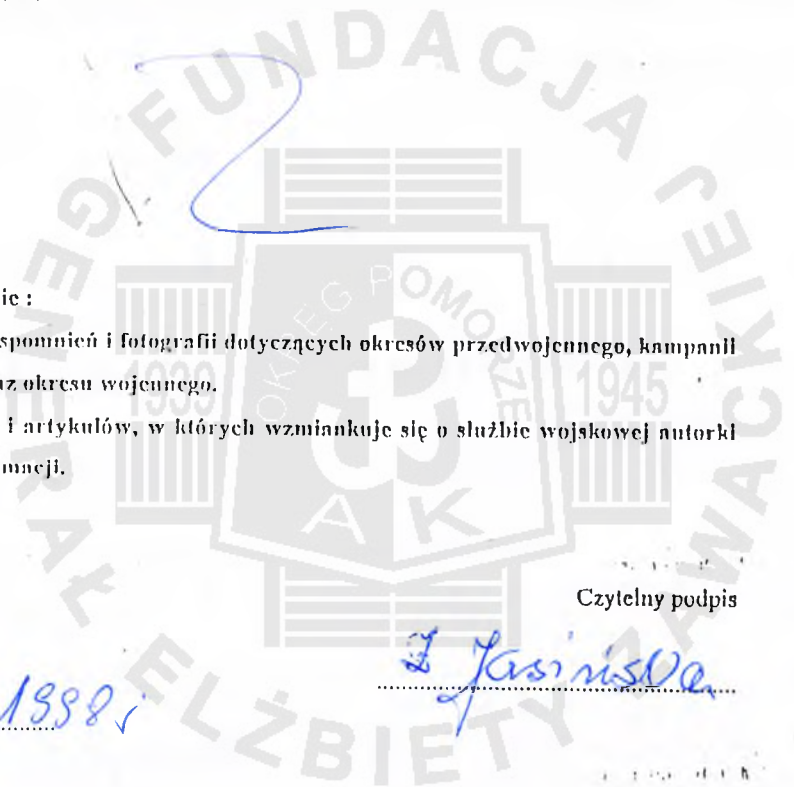 ie :
spomnień i fotografii dotyczących okresów przedwojennego, kampanii
az okresu wojennego.
i artykułów, w których wzmiankuje się o służbie wojskowej autorki
macji.
Czytelny podpis
Z Jasińska
1998 r
FUNDACJA GENERAŁ ELŻBIETY ZAWACKIEJ
OKRĘG POMORZE
1939 1945
AK